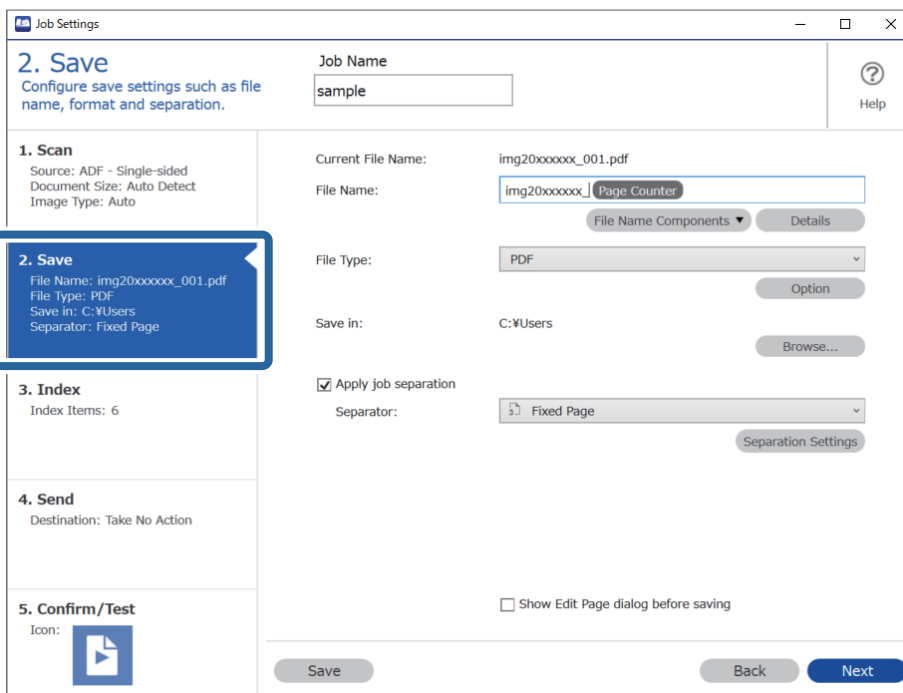 Job Settings
2. Save
Configure save settings such as file
name, format and separation.
Job Name
sample
Help
1. Scan
Source: ADF - Single-sided
Document Size: Auto Detect
Image Type: Auto
2. Save
File Name: img20xxxxxx_001.pdf
File Type: PDF
Save in: C:¥Users
Separator: Fixed Page
3. Index
Index Items: 6
4. Send
Destination: Take No Action
5. Confirm/Test
Icon:
Current File Name: img20xxxxxx_001.pdf
File Name: img20xxxxxx_ Page Counter
File Name Components ▼ Details
File Type: PDF
Option
Save in: C:¥Users
Browse...
Apply job separation
Separator: Fixed Page
Separation Settings
Show Edit Page dialog before saving
Save Back Next